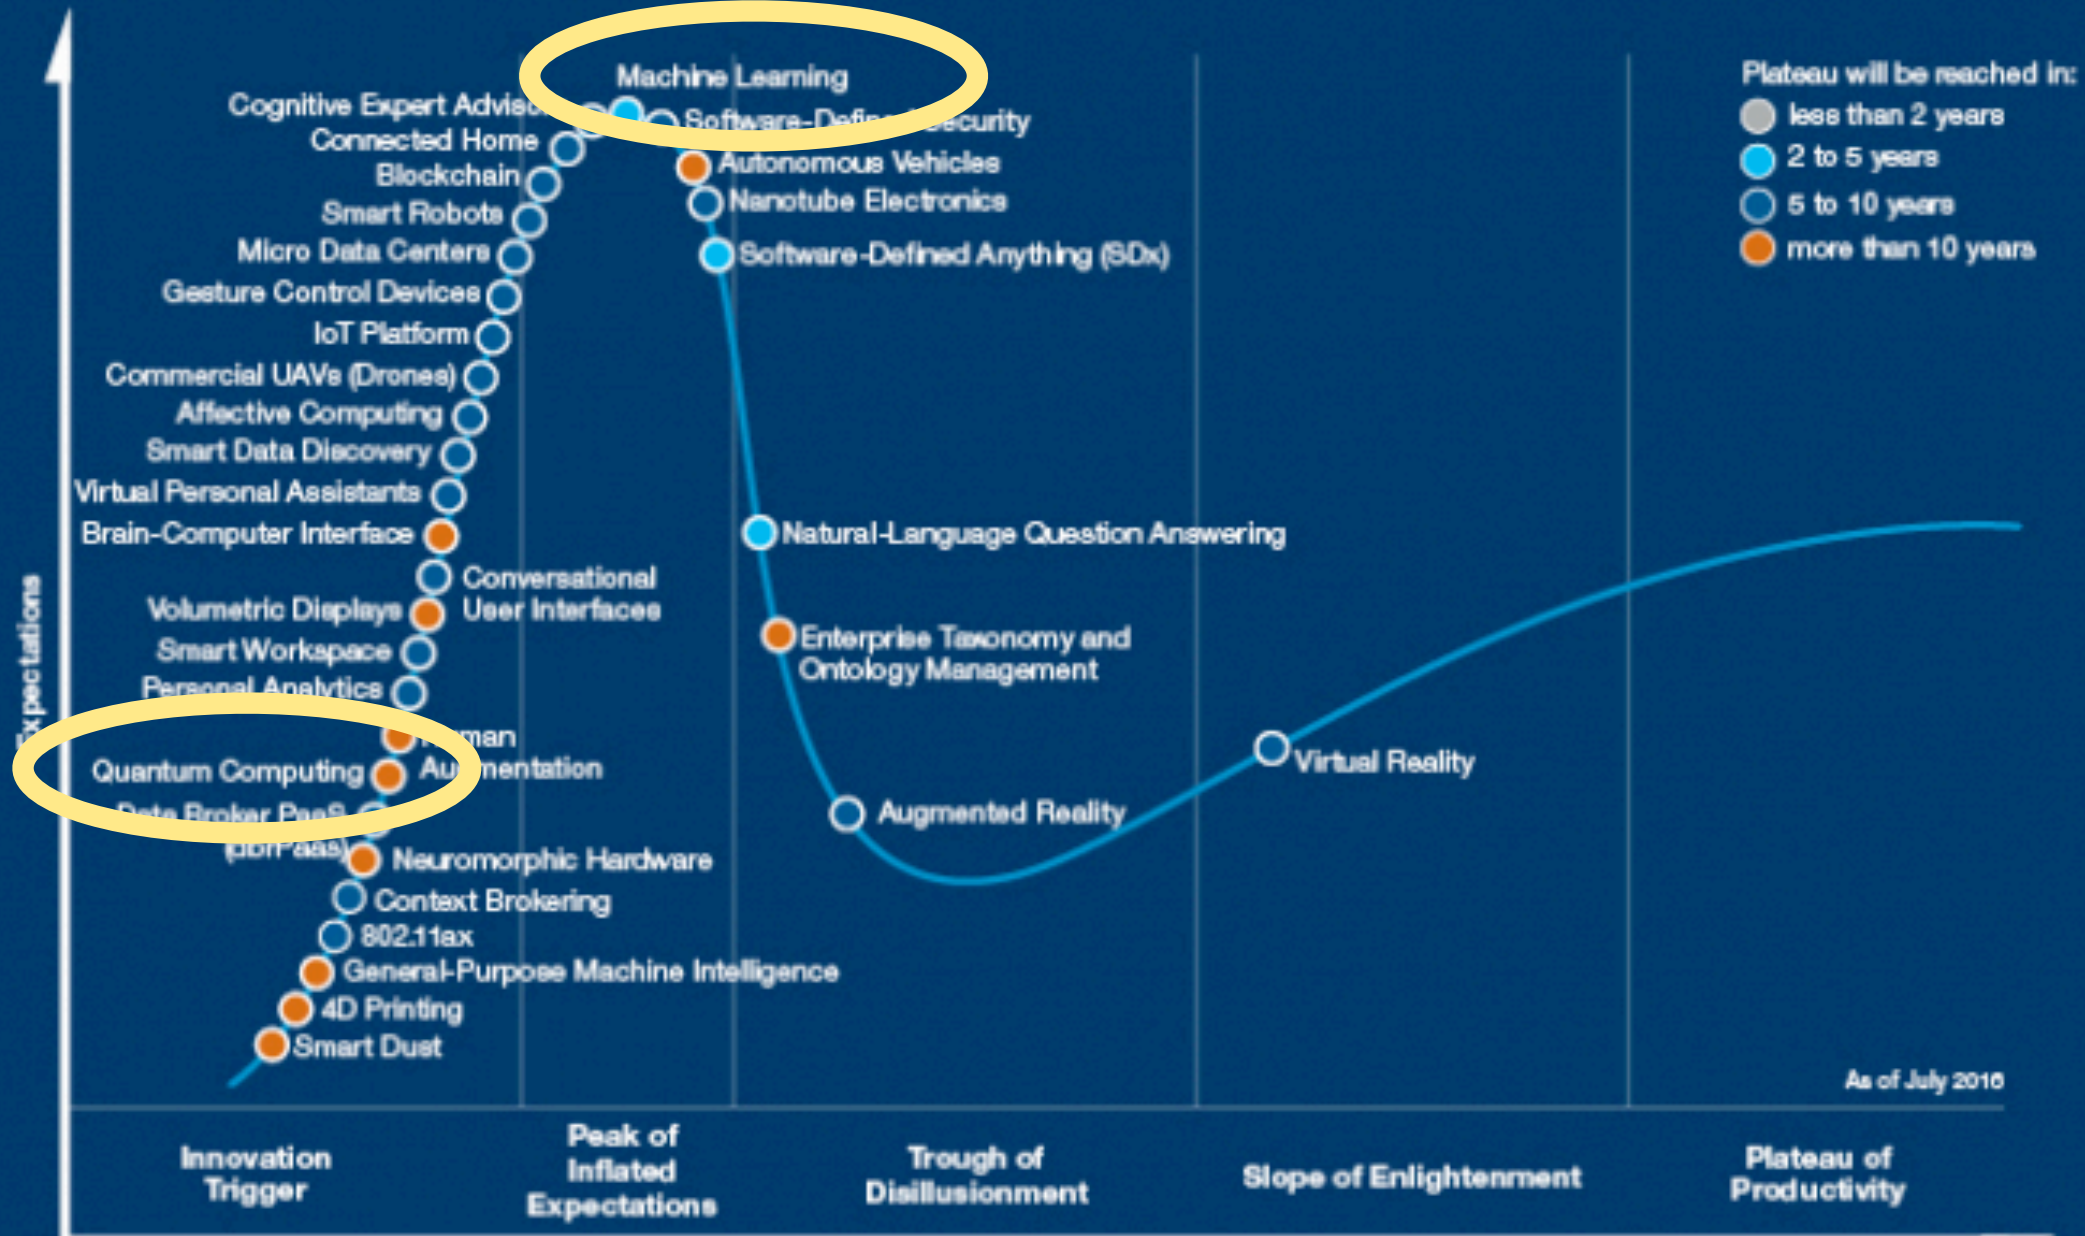 Machine Learning
Cognitive Expert
Security
Connected Home
Autonomous Vehicles
Blockchain
Nanotube Electronics
Smart Robots
Micro Data Centers
Software-Defined Anything (SDx)
Gesture Control Devices
IoT Platform
Commercial UAVs (Drones)
Affective Computing
Smart Data Discovery
Virtual Personal Assistants
Brain-Computer Interface
Natural-Language Question Answering
Conversational
User Interfaces
Volumetric Displays
Enterprise Taxonomy and
Ontology Management
Smart Workspace
Personal Analytics
Quantum Computing
Virtual Reality
Data Broker PaaS
Augmented Reality
Neuromorphic Hardware
Context Brokering
802.11ax
General-Purpose Machine Intelligence
4D Printing
Smart Dust
Plateau will be reached in:
less than 2 years
2 to 5 years
5 to 10 years
more than 10 years
As of July 2016
Innovation
Trigger
Peak of
Inflated
Expectations
Trough of
Disillusionment
Slope of Enlightenment
Plateau of
Productivity